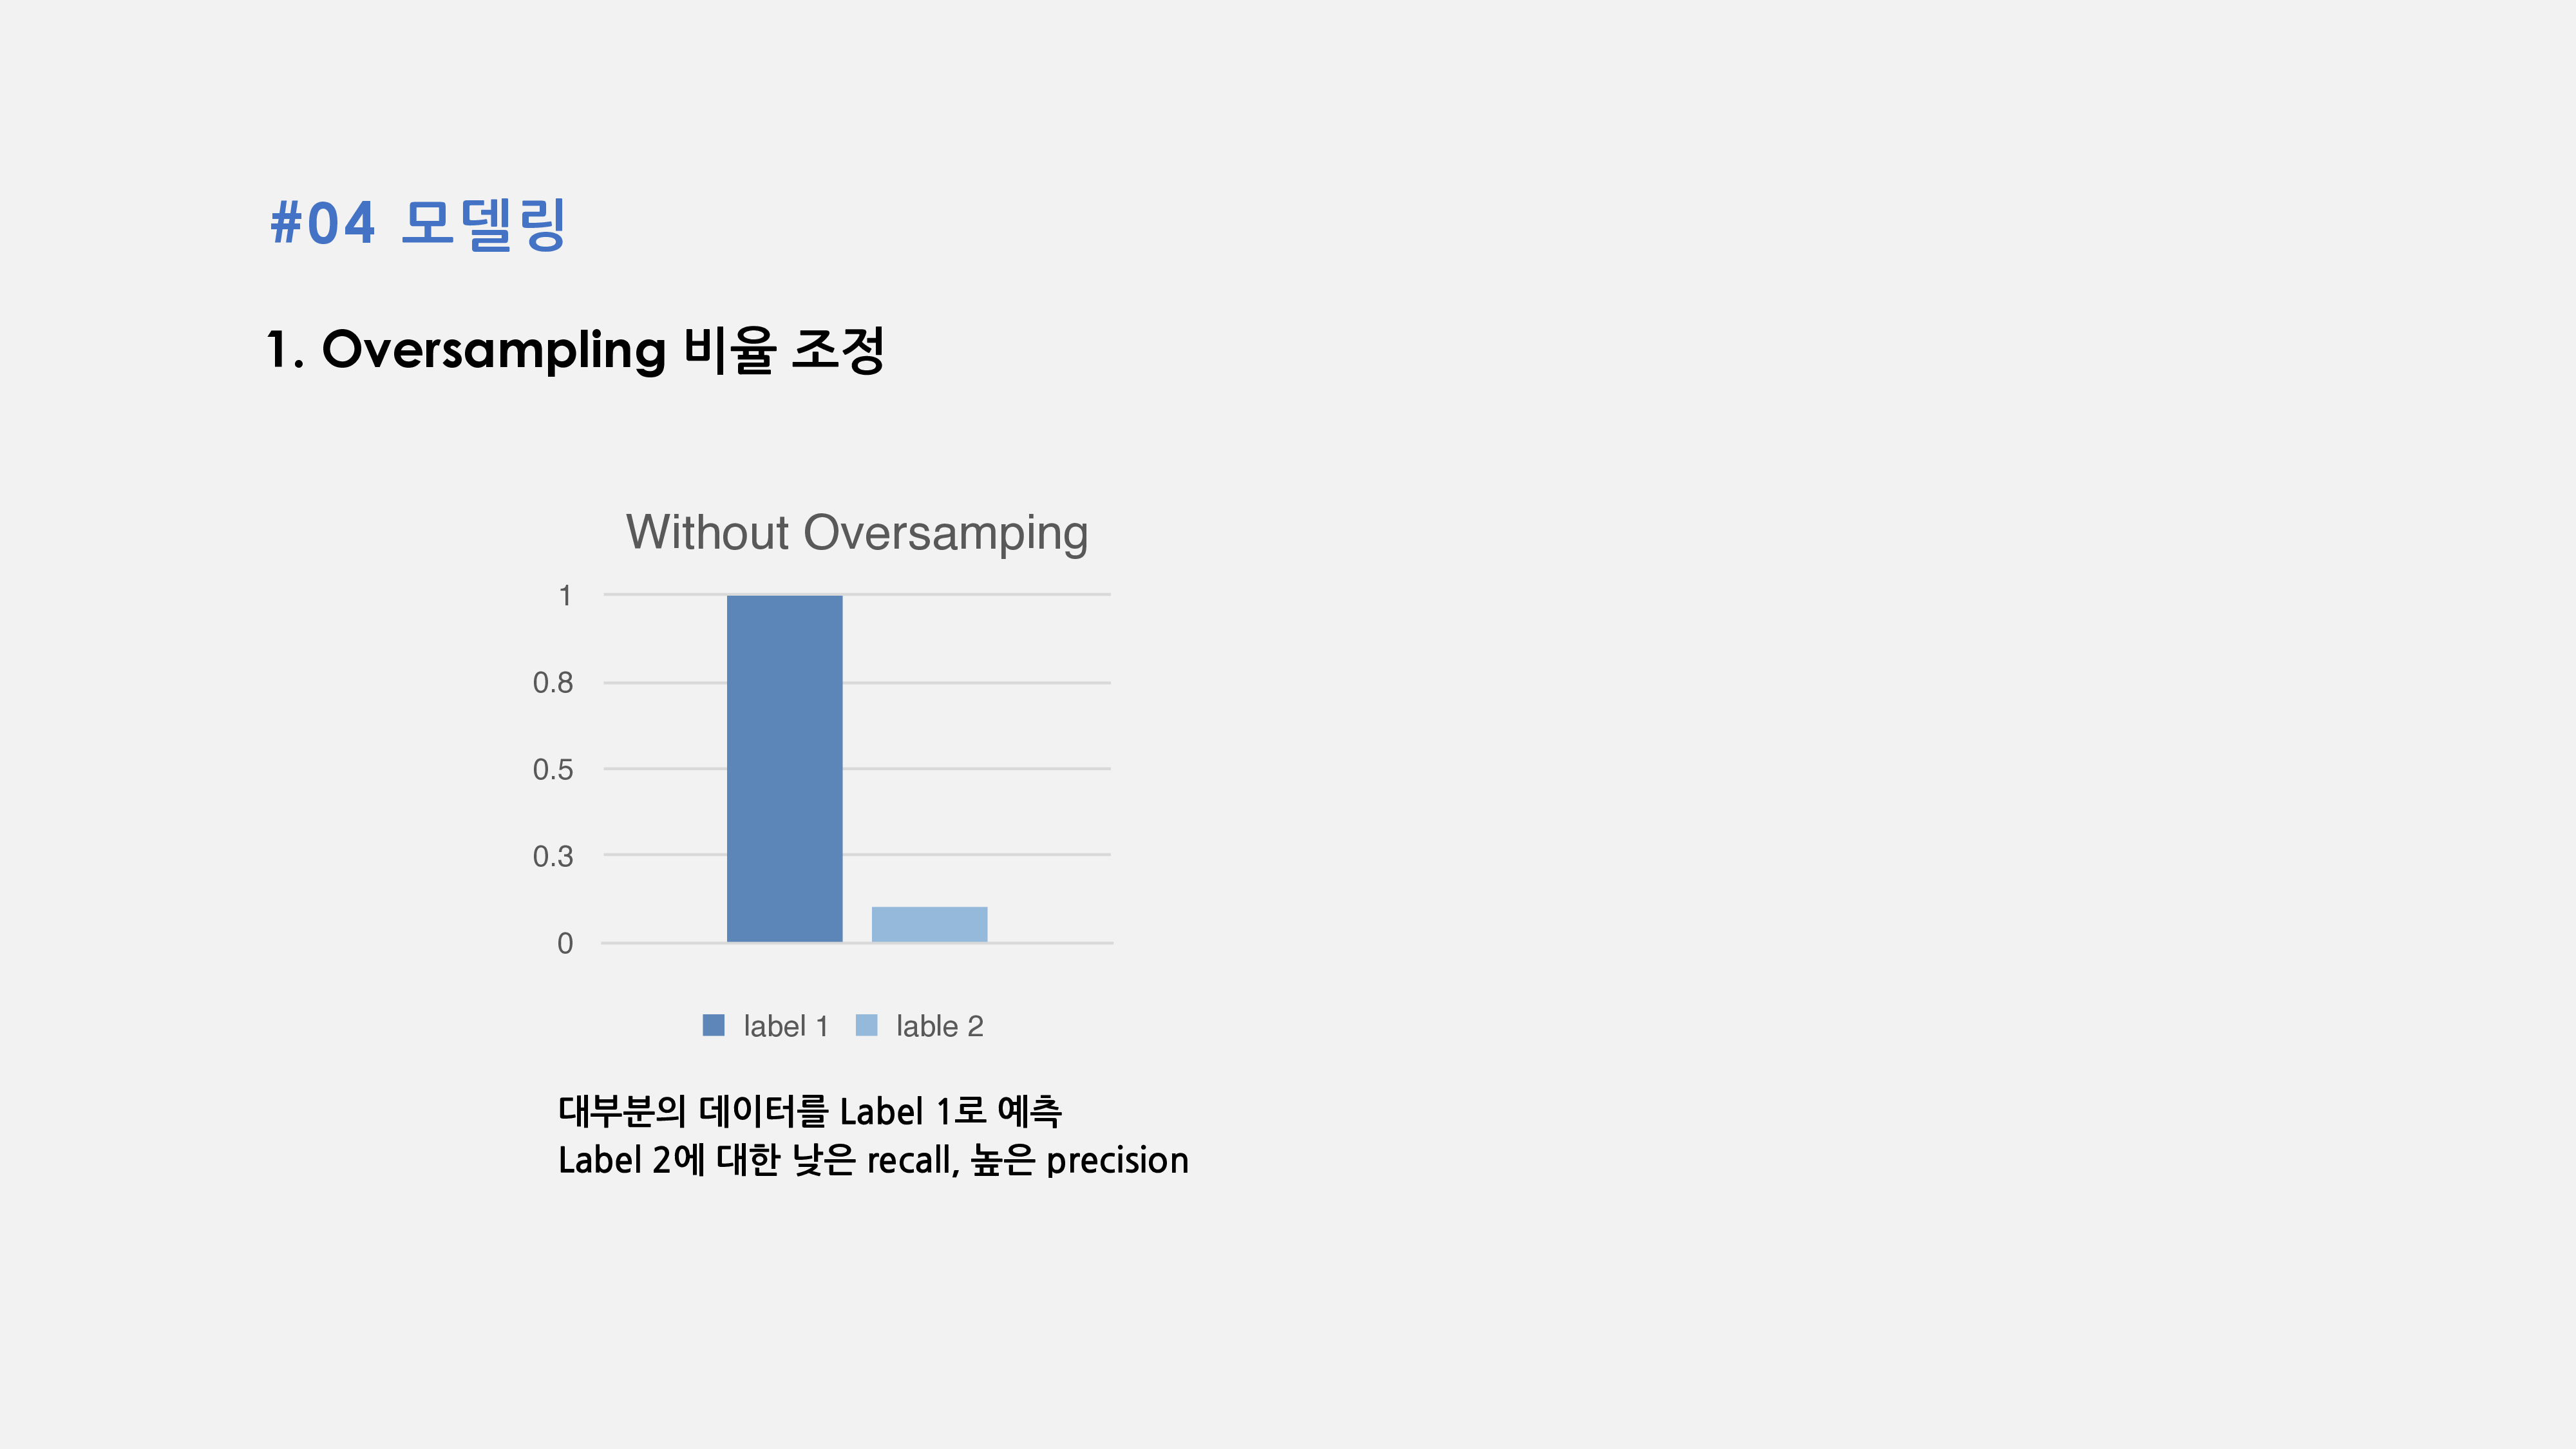 #04 모델링
1. Oversampling 비율 조정
Without Oversamping
1
0.8
0.5
0.3
0
label 1 lable 2
대부분의 데이터를 Label 1로 예측
Label 2에 대한 낮은 recall, 높은 precision